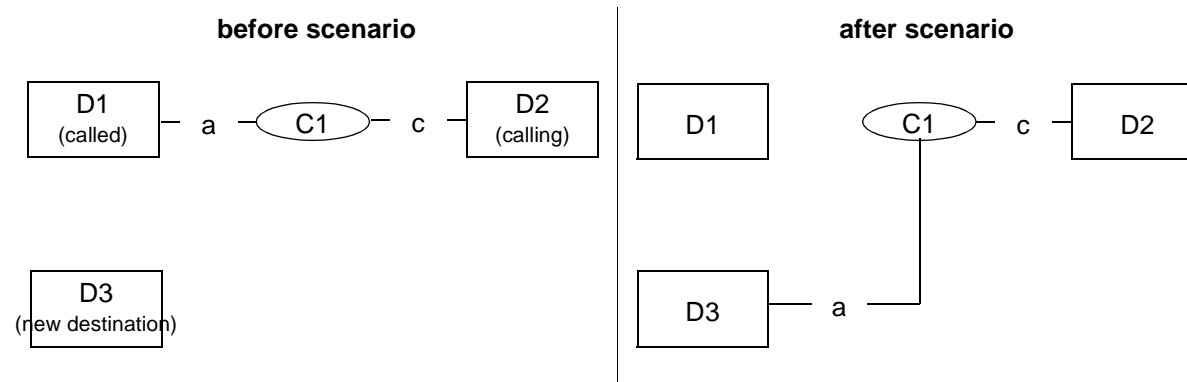 before scenario
D1
(called)
a
C1
c
D2
(calling)
D3
(new destination)
after scenario
D1
C1
c
D2
D3
a